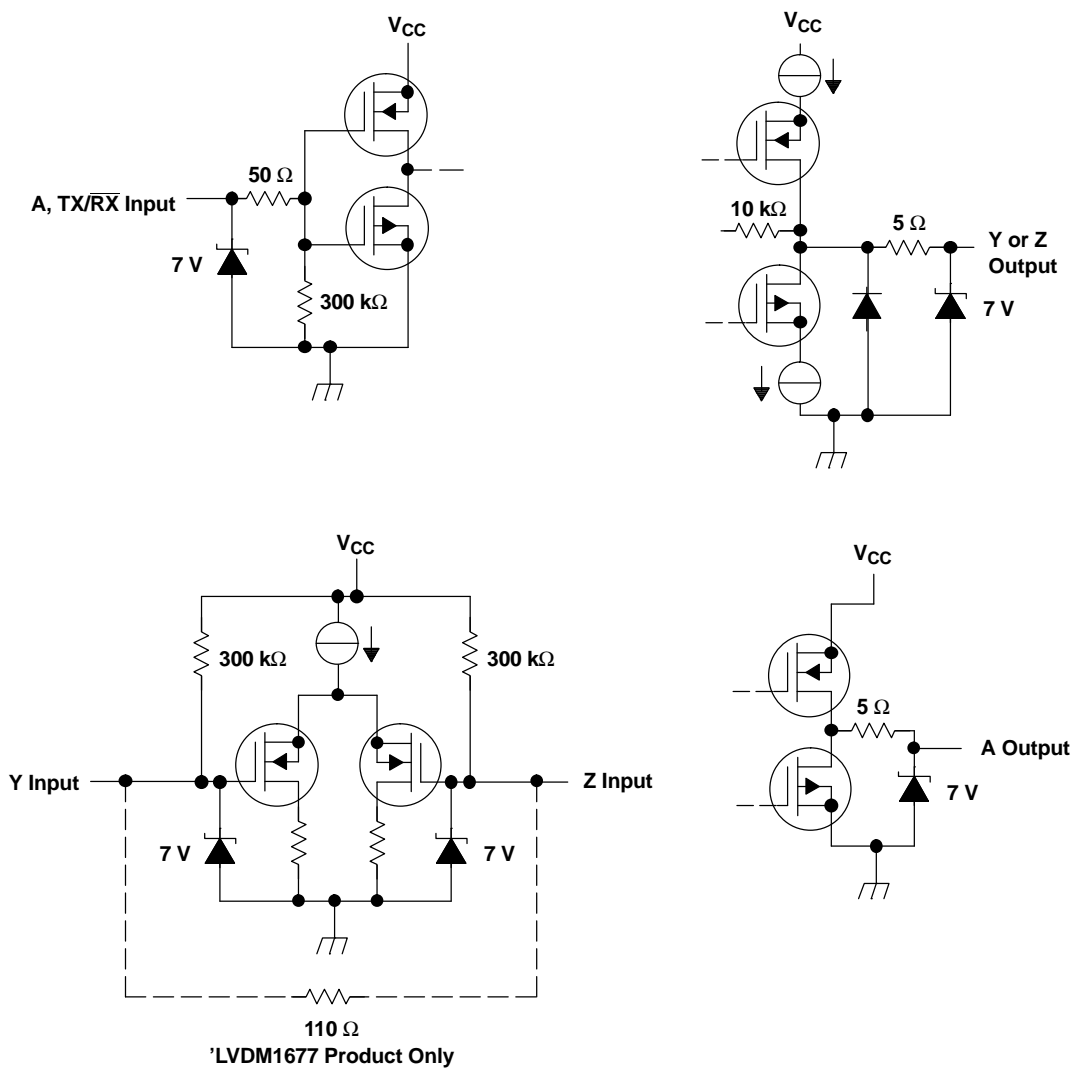 VCC
50 Ω
A, TX/RX Input
7 V
300 kΩ
VCC
10 kΩ
5 Ω
Y or Z
Output
7 V
VCC
300 kΩ
300 kΩ
Y Input
Z Input
7 V
7 V
110 Ω
'LVDM1677 Product Only
VCC
5 Ω
A Output
7 V